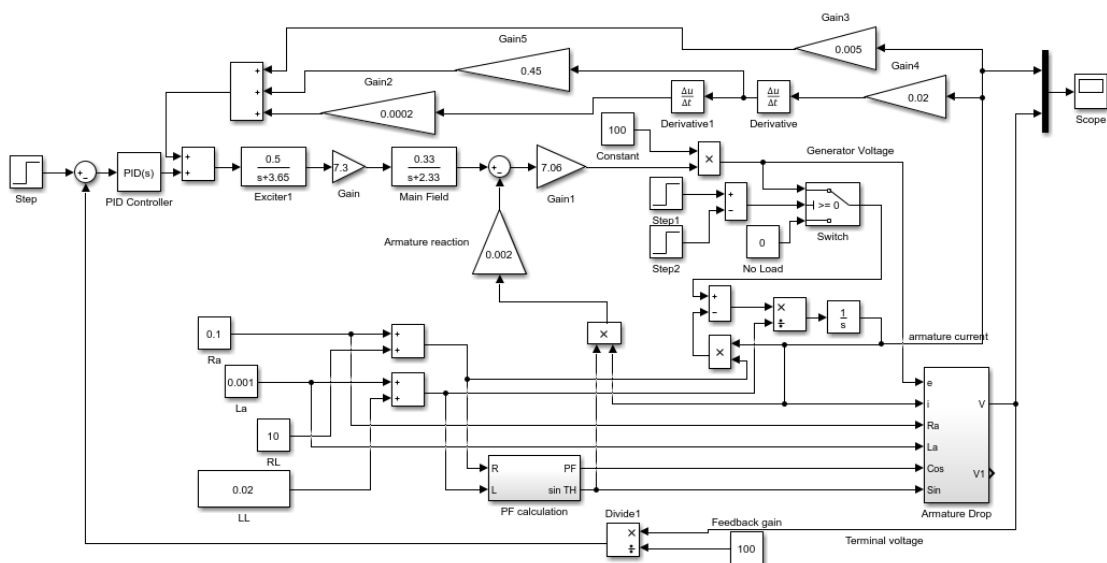 Gain3
0.005
Gain5
0.45
Gain4
0.02
Gain2
0.0002
Δu
Δt
Derivative1
Δu
Δt
Derivative
Scope
+
+
+
100
Constant
×
Generator Voltage
Step
+
−
PID(s)
PID Controller
+
+
0.5
s+3.65
Exciter1
7.3
Gain
0.33
s+2.33
Main Field
+
−
7.06
Gain1
Step1
Step2
+
−
>= 0
Switch
0
No Load
Armature reaction
0.002
+
−
×
÷
1
s
armature current
×
×
0.1
Ra
+
+
0.001
La
+
+
10
RL
0.02
LL
R
L
PF
sin TH
PF calculation
e
i
Ra
La
Cos
Sin
V
V1
Armature Drop
Divide1
×
÷
Feedback gain
100
Terminal voltage